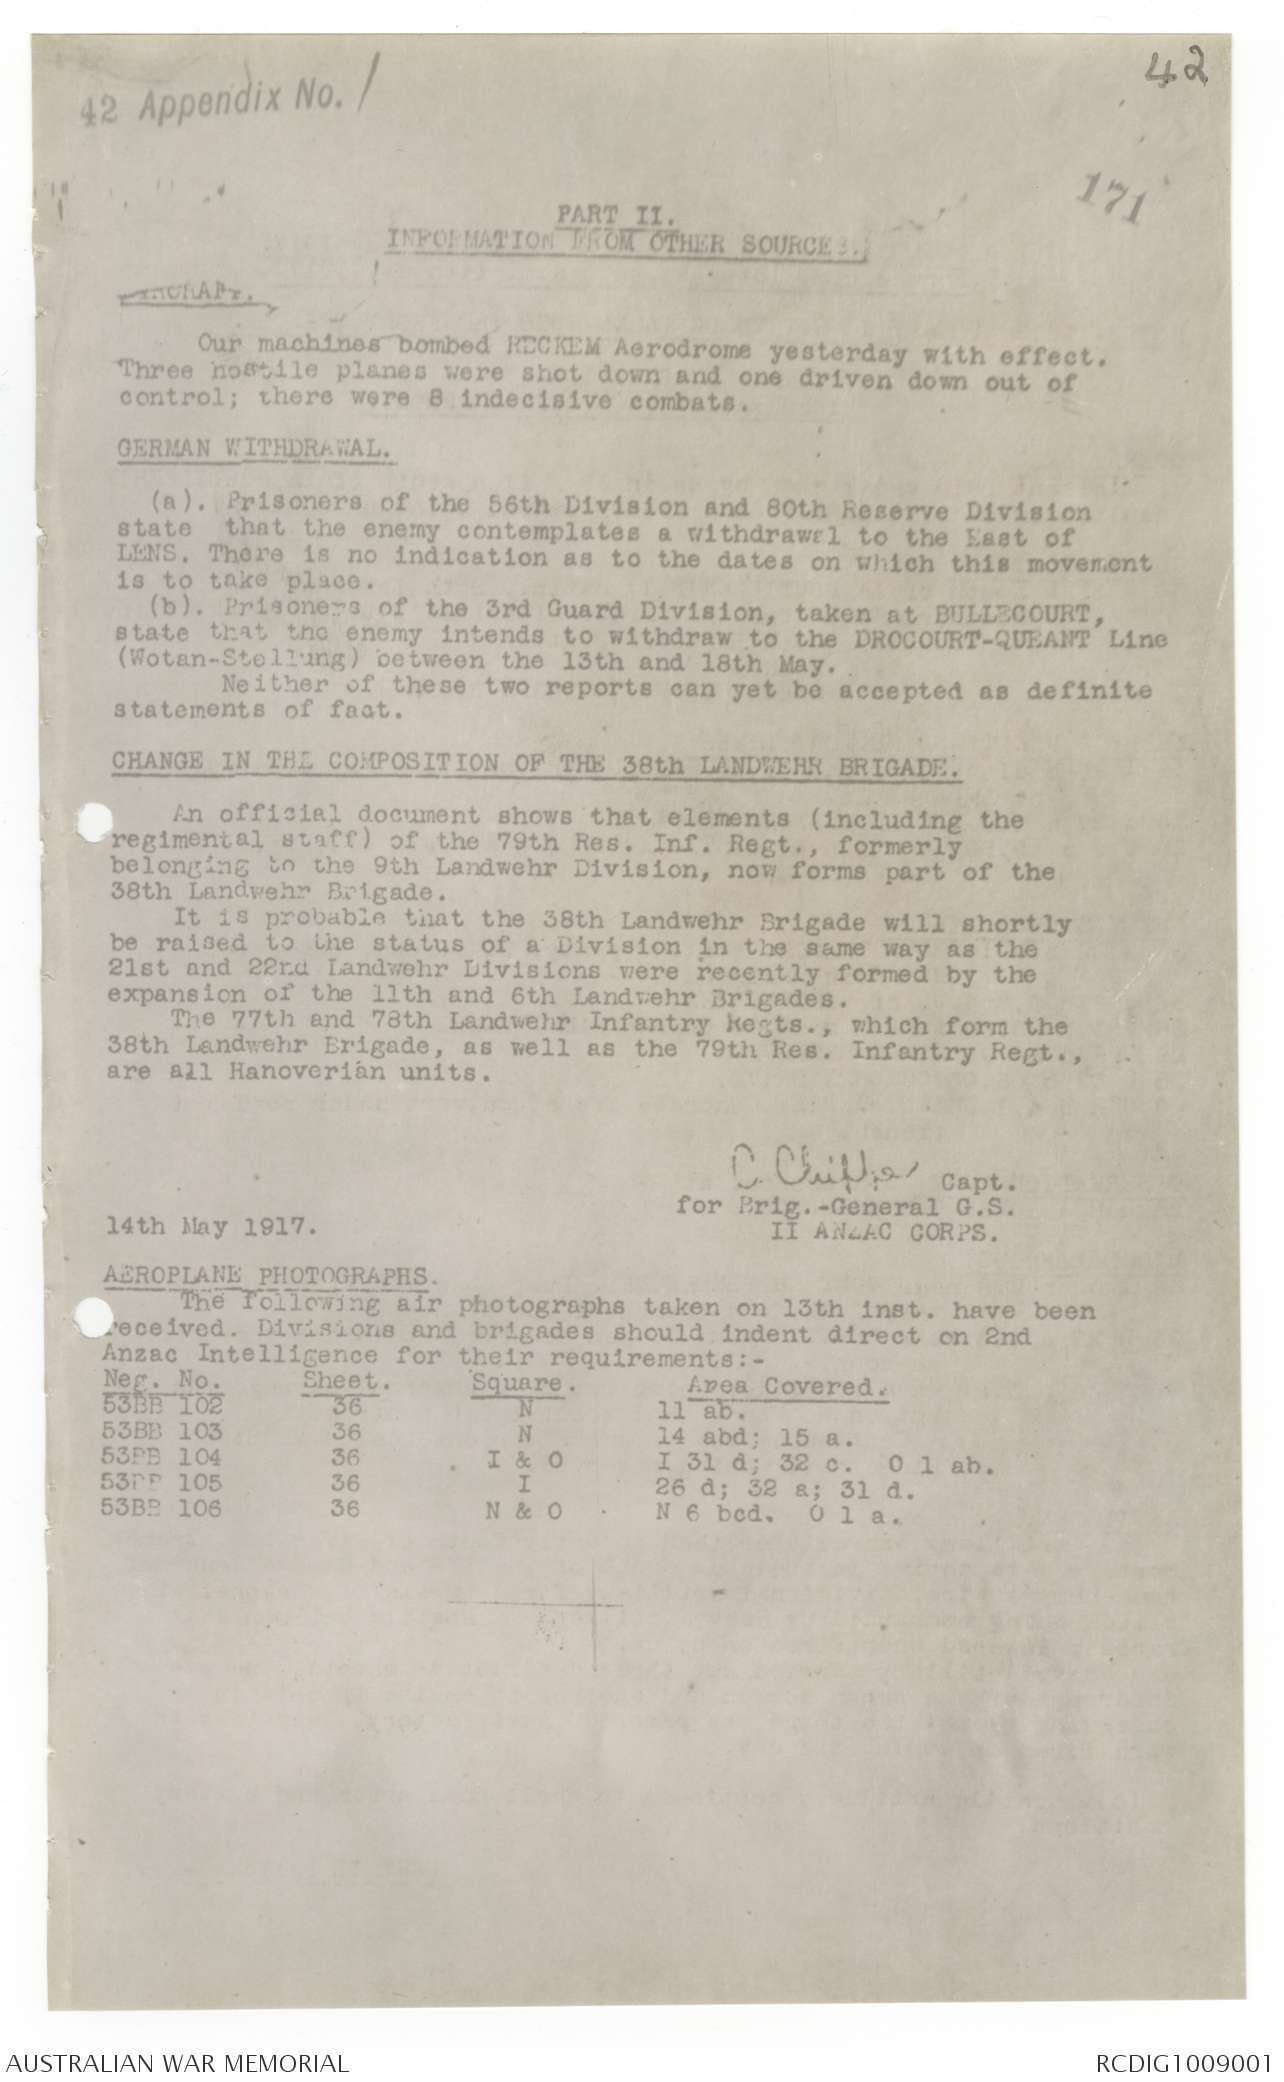 42
42 Appendix No. 1
171
PART II.
INFORMATION FROM OTHER SOURCES.
AIRCRAFT.
Our machines bombed RECKEM Aerodrome yesterday with effect.
Three hostile planes were shot down and one driven down out of
control; there were 8 indecisive combats.
GERMAN WITHDRAWAL.
(a). Prisoners of the 56th Division and 80th Reserve Division
state that the enemy contemplates a withdrawal to the East of
LENS. There is no indication as to the dates on which this movement
is to take place.
(b). Prisoners of the 3rd Guard Division, taken at BULLECOURT,
state that the enemy intends to withdraw to the DROCOURT-QUEANT Line
(Wotan-Stellung) between the 13th and 18th May.
Neither of these two reports can yet be accepted as definite
statements of fact.
CHANGE IN THE COMPOSITION OF THE 38th LANDWEHR BRIGADE.
An official document shows that elements (including the
regimental staff) of the 79th Res. Inf. Regt., formerly
belonging to the 9th Landwehr Division, now forms part of the
38th Landwehr Brigade.
It is probable that the 38th Landwehr Brigade will shortly
be raised to the status of a Division in the same way as the
21st and 22nd Landwehr Divisions were recently formed by the
expansion of the 11th and 6th Landwehr Brigades.
The 77th and 78th Landwehr Infantry Regts., which form the
38th Landwehr Brigade, as well as the 79th Res. Infantry Regt.,
are all Hanoverian units.
C. Capt.
for Brig.-General G.S.
14th May 1917. II ANZAC CORPS.
AEROPLANE PHOTOGRAPHS.
The following air photographs taken on 13th inst. have been
received. Divisions and brigades should indent direct on 2nd
Anzac Intelligence for their requirements:-
Neg. No. Sheet. Square. Area Covered.
53BB 102 36 N 11 ab.
53BB 103 36 N 14 abd; 15 a.
53BB 104 36 I & O I 31 d; 32 c. O 1 ab.
53BB 105 36 I 26 d; 32 a; 31 d.
53BB 106 36 N & O N 6 bcd. O 1 a.
AUSTRALIAN WAR MEMORIAL RCDIG1009001